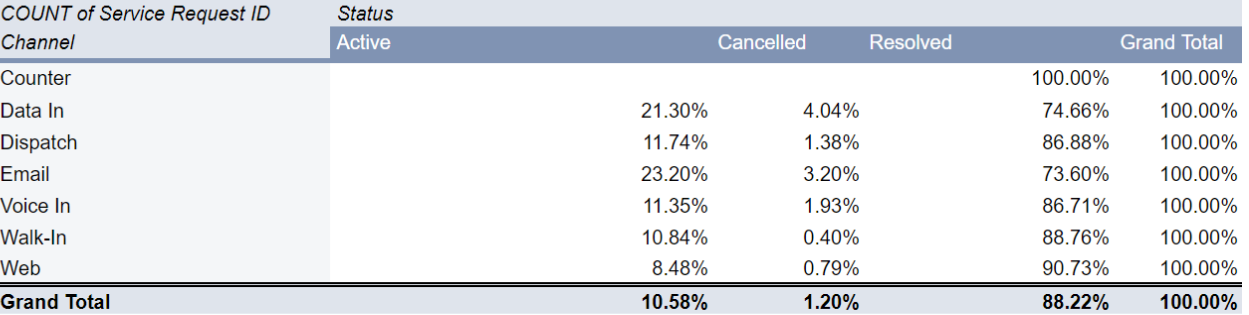 COUNT of Service Request ID Status
Channel Active Cancelled Resolved Grand Total
Counter 100.00% 100.00%
Data In 21.30% 4.04% 74.66% 100.00%
Dispatch 11.74% 1.38% 86.88% 100.00%
Email 23.20% 3.20% 73.60% 100.00%
Voice In 11.35% 1.93% 86.71% 100.00%
Walk-In 10.84% 0.40% 88.76% 100.00%
Web 8.48% 0.79% 90.73% 100.00%
Grand Total 10.58% 1.20% 88.22% 100.00%